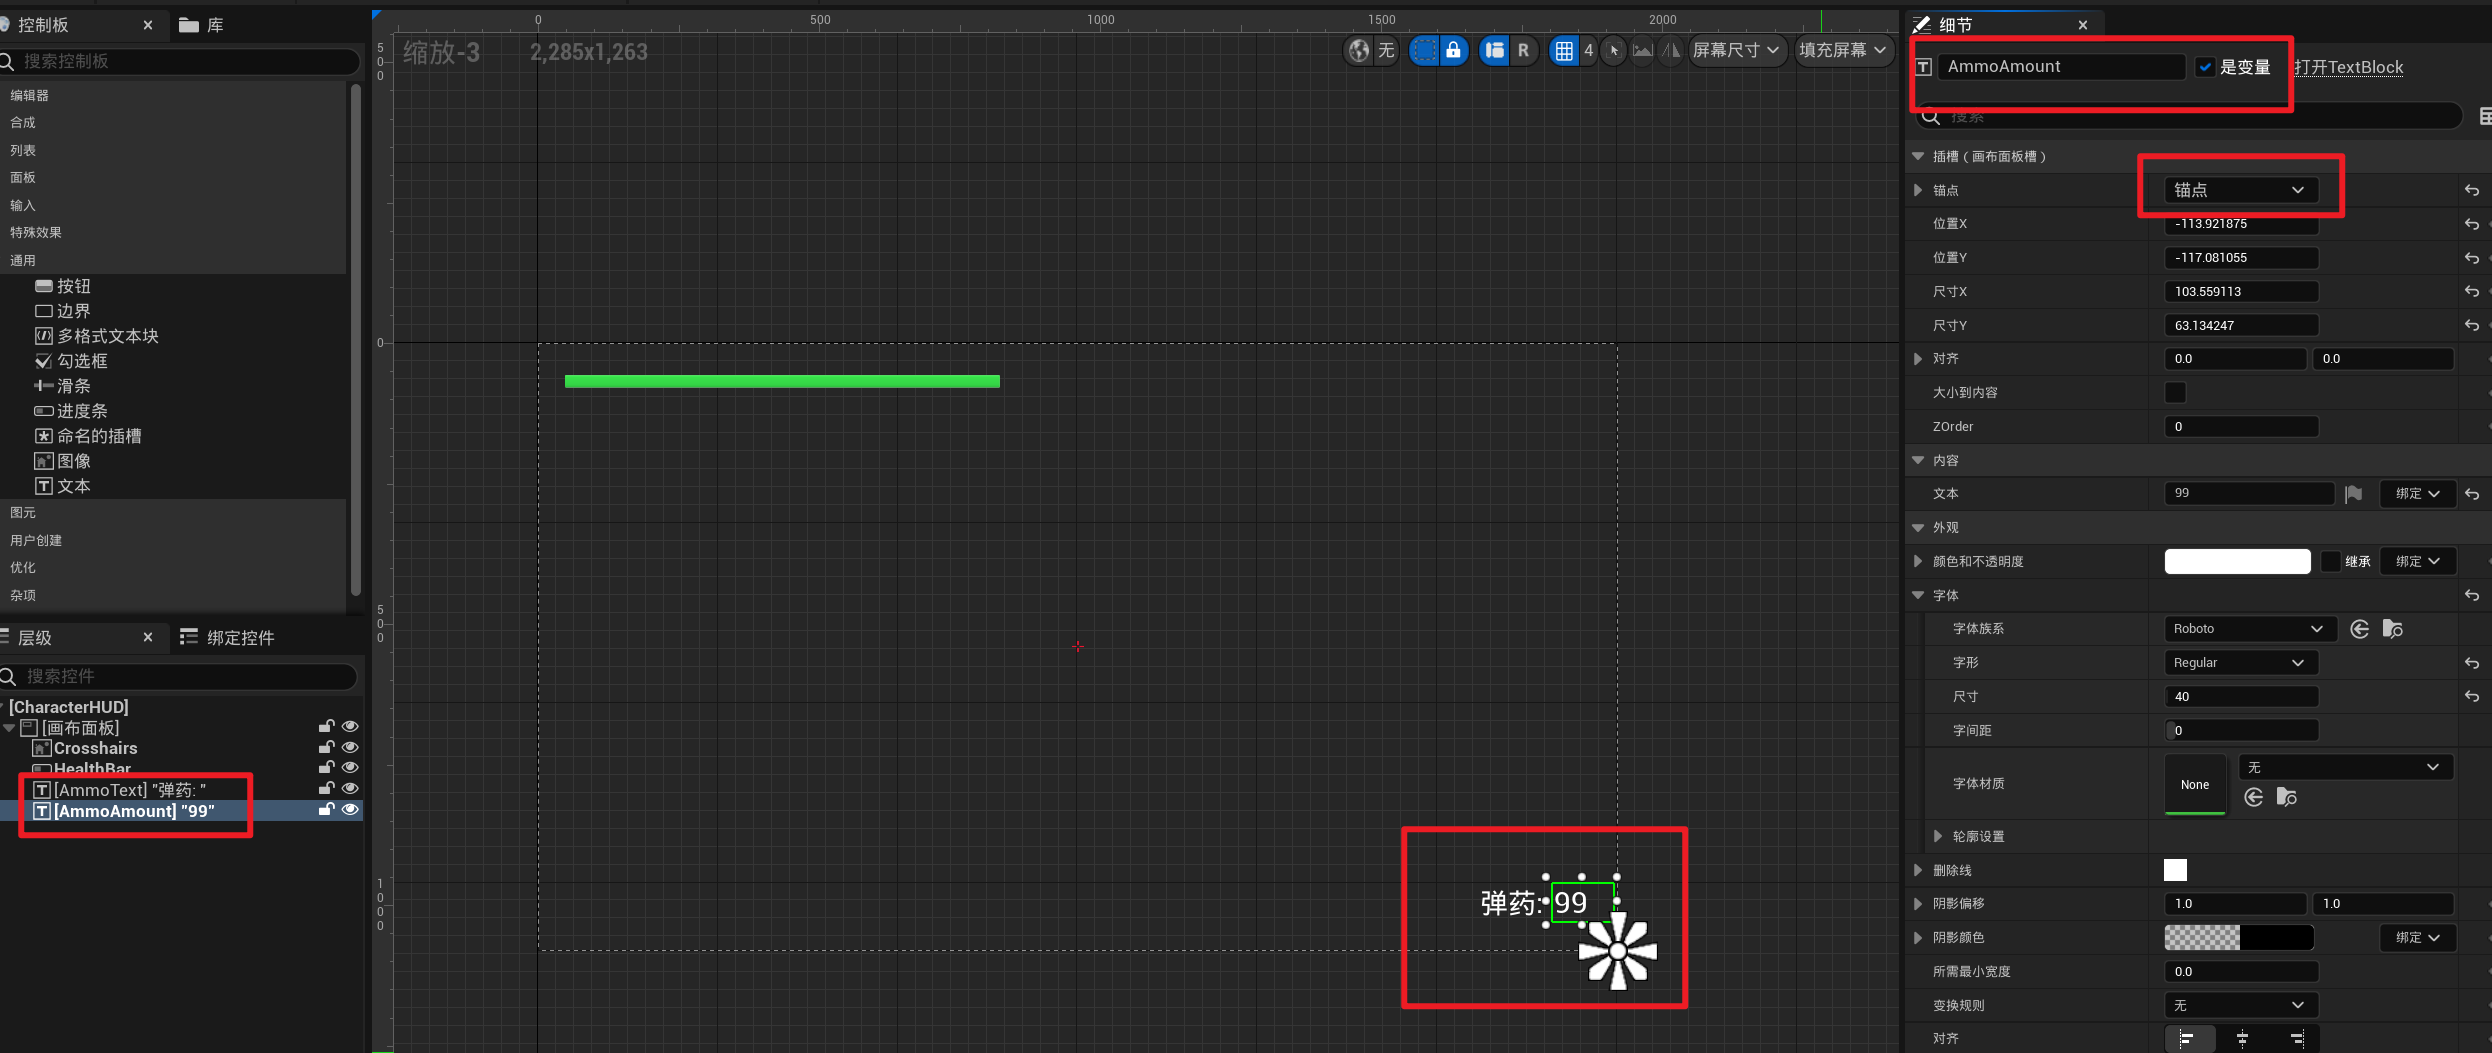 控制板
库
搜索控制板
编辑器
合成
列表
面板
输入
特殊效果
通用
按钮
边界
多格式文本块
勾选框
滑条
进度条
命名的插槽
图像
文本
图元
用户创建
优化
杂项
层级
绑定控件
搜索控件
[CharacterHUD]
[画布面板]
Crosshairs
HealthBar
[AmmoText] "弹药: "
[AmmoAmount] "99"
0
500
1000
1500
2000
缩放-3
2,285x1,263
无
R
4
屏幕尺寸
填充屏幕
500
0
500
1000
弹药:
99
细节
AmmoAmount
是变量
打开TextBlock
搜索
插槽（画布面板槽）
锚点
锚点
位置X
-113.921875
位置Y
-117.081055
尺寸X
103.559113
尺寸Y
63.134247
对齐
0.0
0.0
大小到内容
ZOrder
0
内容
文本
99
绑定
外观
颜色和不透明度
继承
绑定
字体
字体族系
Roboto
字形
Regular
尺寸
40
字间距
0
字体材质
None
无
轮廓设置
删除线
阴影偏移
1.0
1.0
阴影颜色
绑定
所需最小宽度
0.0
变换规则
无
对齐